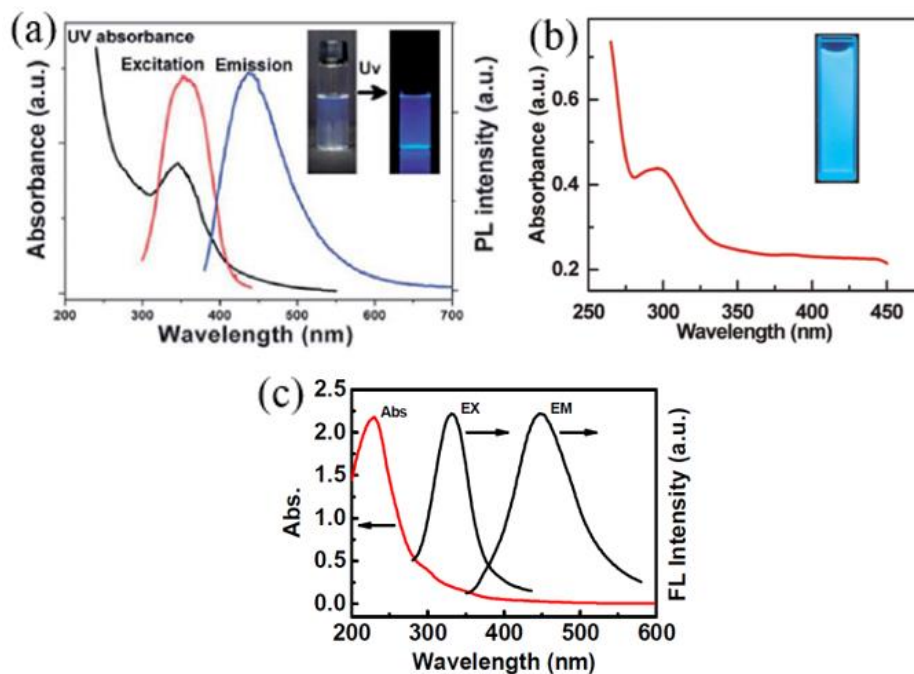 (a)
UV absorbance
Excitation Emission
Uv
Absorbance (a.u.)
PL intensity (a.u.)
200 300 400 500 600 700
Wavelength (nm)
(b)
Absorbance (a.u.)
0.6
0.4
0.2
250 300 350 400 450
Wavelength (nm)
(c)
Abs EX EM
Abs.
2.5
2.0
1.5
1.0
0.5
0.0
FL Intensity (a.u.)
200 300 400 500 600
Wavelength (nm)